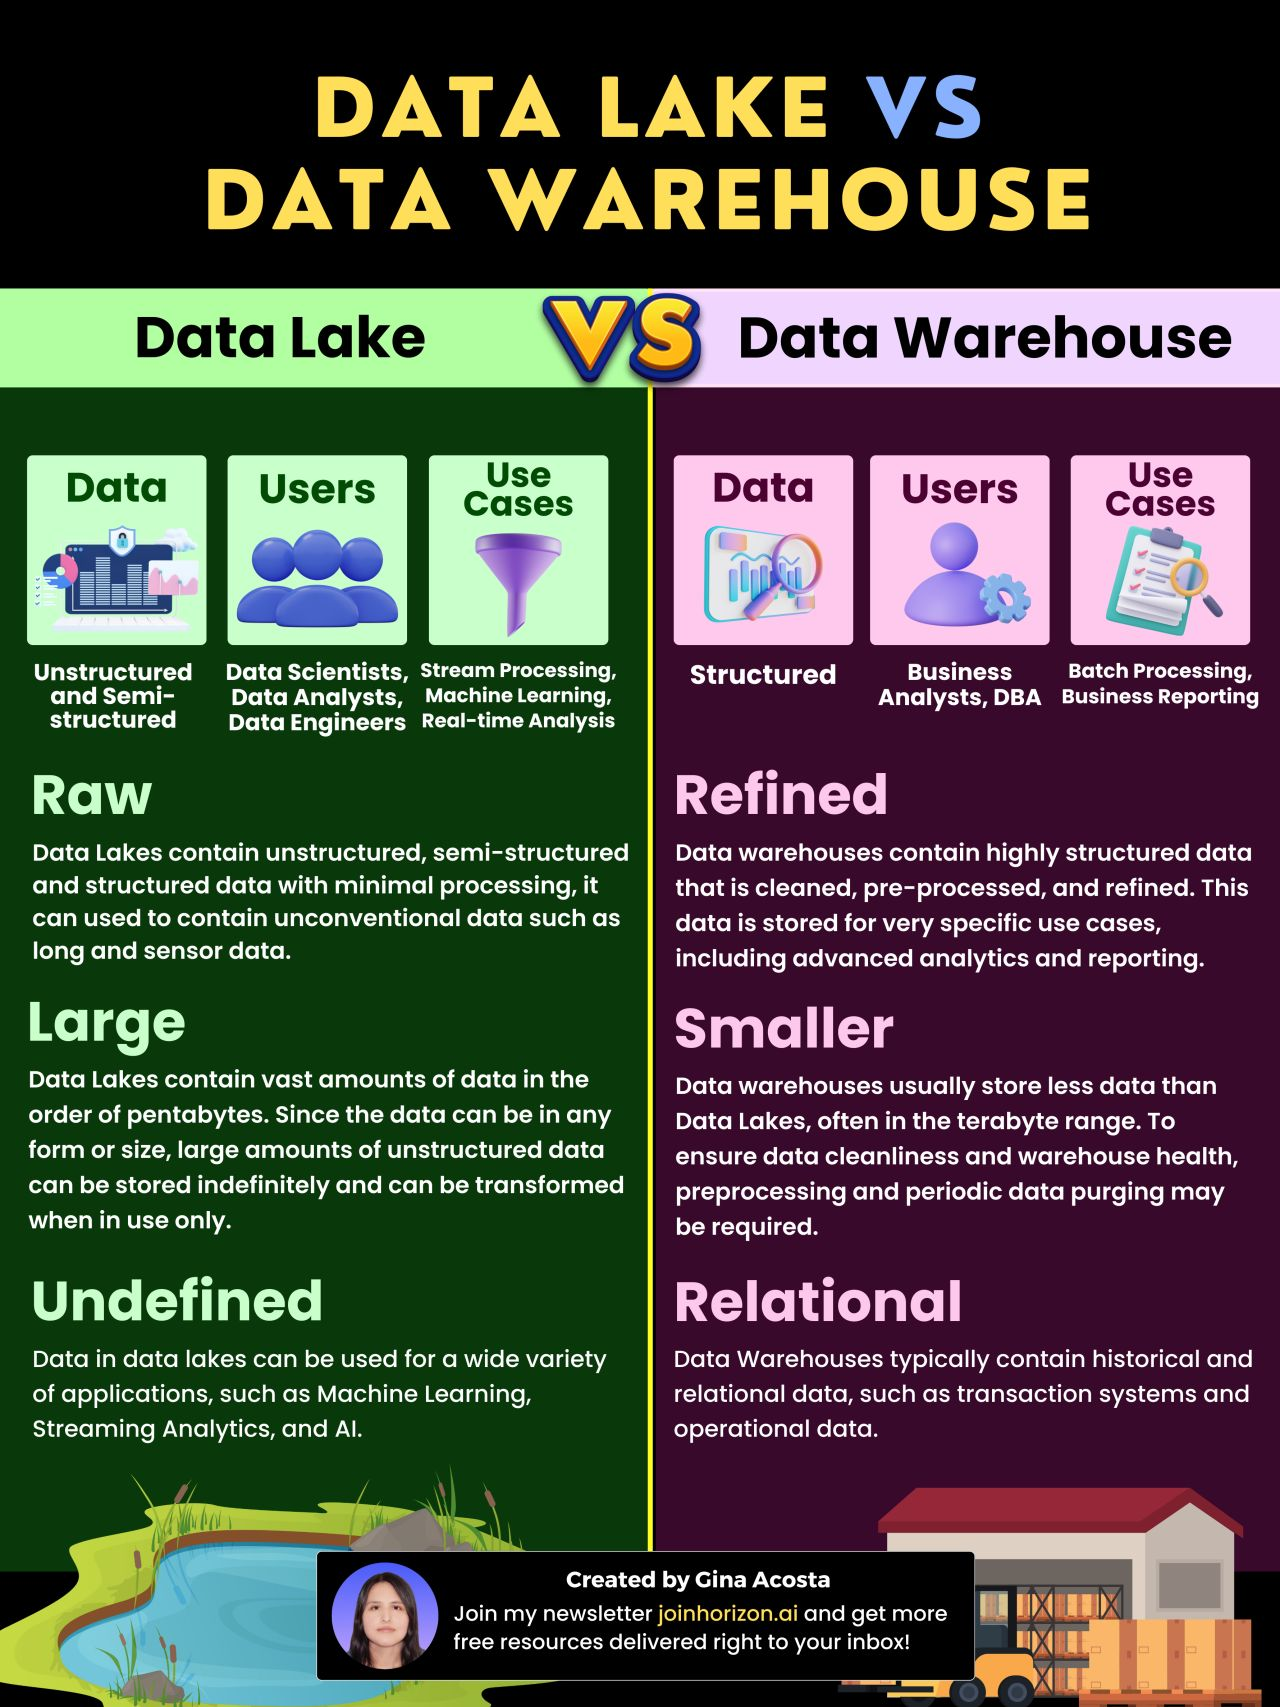 DATA LAKE VS
DATA WAREHOUSE
Data Lake
VS
Data Warehouse
Data
Users
Use
Cases
Unstructured
and Semi-
structured
Data Scientists,
Data Analysts,
Data Engineers
Stream Processing,
Machine Learning,
Real-time Analysis
Raw
Data Lakes contain unstructured, semi-structured
and structured data with minimal processing, it
can used to contain unconventional data such as
long and sensor data.
Large
Data Lakes contain vast amounts of data in the
order of pentabytes. Since the data can be in any
form or size, large amounts of unstructured data
can be stored indefinitely and can be transformed
when in use only.
Undefined
Data in data lakes can be used for a wide variety
of applications, such as Machine Learning,
Streaming Analytics, and AI.
Data
Users
Use
Cases
Structured
Business
Analysts, DBA
Batch Processing,
Business Reporting
Refined
Data warehouses contain highly structured data
that is cleaned, pre-processed, and refined. This
data is stored for very specific use cases,
including advanced analytics and reporting.
Smaller
Data warehouses usually store less data than
Data Lakes, often in the terabyte range. To
ensure data cleanliness and warehouse health,
preprocessing and periodic data purging may
be required.
Relational
Data Warehouses typically contain historical and
relational data, such as transaction systems and
operational data.
Created by Gina Acosta
Join my newsletter joinhorizon.ai and get more
free resources delivered right to your inbox!